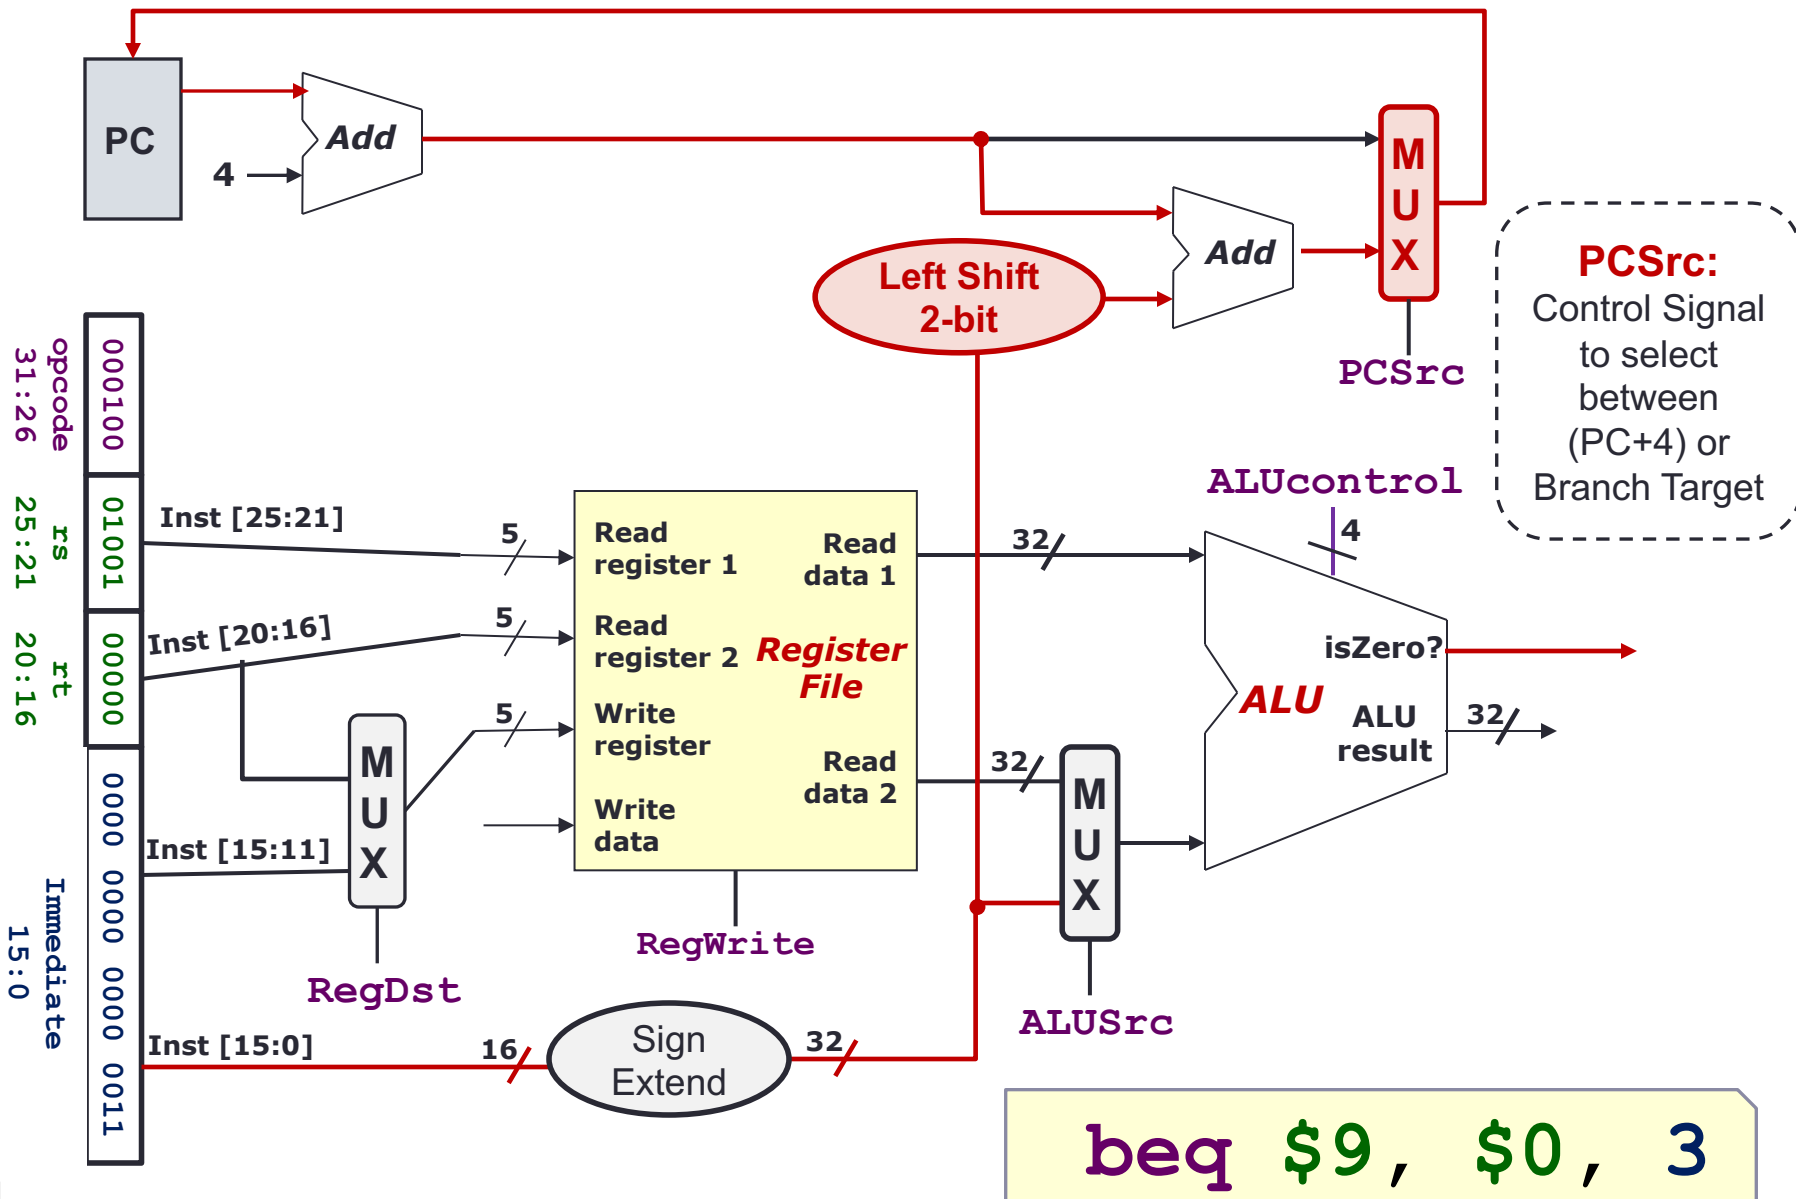 PC
4
Add
M
U
X
Add
Left Shift
2-bit
PCSrc
PCSrc:
Control Signal
to select
between
(PC+4) or
Branch Target
opcode
31:26
000100
rs
25:21
01001
rt
20:16
00000
Immediate
15:0
0000 0000 0000 0011
Inst [25:21]
5
Inst [20:16]
5
5
Inst [15:11]
M
U
X
RegDst
Inst [15:0]
16
Sign
Extend
32
Read
register 1
Read
register 2
Write
register
Write
data
Read
data 1
Register
File
Read
data 2
RegWrite
32
32
M
U
X
ALUSrc
ALUcontrol
4
isZero?
ALU
ALU
result
32
beq $9, $0, 3